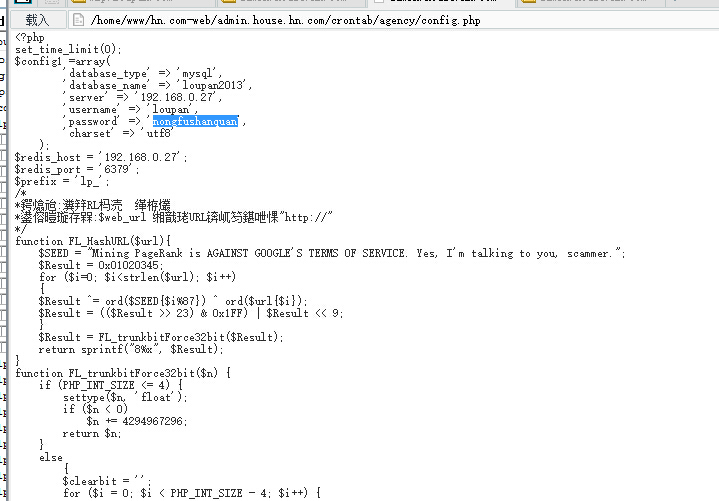 载入
/home/www/hn.com-web/admin.house.hn.com/crontab/agency/config.php
<?php
set_time_limit(0);
$config1 =array(
'database_type' => 'mysql',
'database_name' => 'loupan2013',
'server' => '192.168.0.27',
'username' => 'loupan',
'password' => 'nongfushanquan',
'charset' => 'utf8'
);
$redis_host = '192.168.0.27';
$redis_port = '6379';
$prefix = 'lp_';
/*
$web_url
"http://"
*/
function FL_HashURL($url){
$SEED = "Mining PageRank is AGAINST GOOGLE'S TERMS OF SERVICE. Yes, I'm talking to you, scammer.";
$Result = 0x01020345;
for ($i=0; $i<strlen($url); $i++)
{
$Result ^= ord($SEED{$i%87}) ^ ord($url{$i});
$Result = (($Result >> 23) & 0x1FF) | $Result << 9;
}
$Result = FL_trunkbitForce32bit($Result);
return sprintf("8%x", $Result);
}
function FL_trunkbitForce32bit($n) {
if (PHP_INT_SIZE <= 4) {
settype($n, 'float');
if ($n < 0)
$n += 4294967296;
return $n;
}
else
{
$clearbit = '';
for ($i = 0; $i < PHP_INT_SIZE - 4; $i++) {